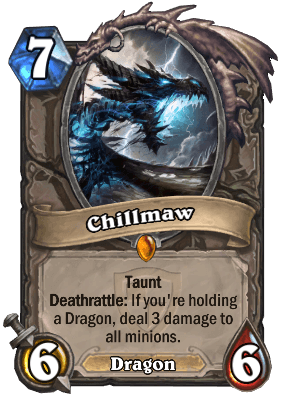 7
Chillmaw
Taunt
Deathrattle: If you're holding
a Dragon, deal 3 damage to
all minions.
6
Dragon
6